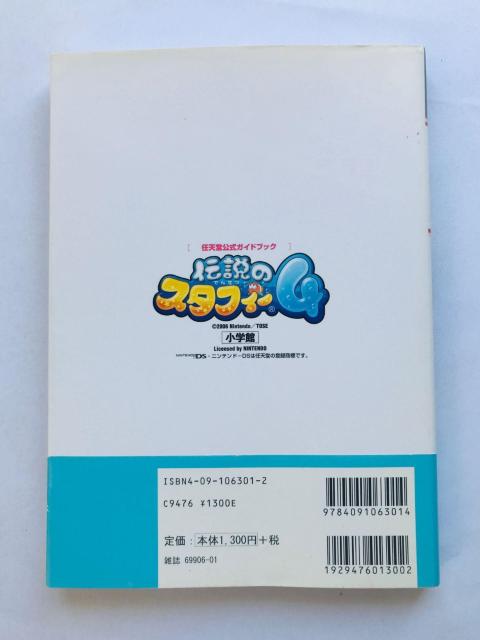 [ 任天堂公式ガイドブック ]
伝説の
でんせつ
スタフィー4
®
©2006 Nintendo／TOSE
小学館
Licensed by NINTENDO
NINTENDO DS・ニンテンドーDSは任天堂の登録商標です。
ISBN4-09-106301-2
C9476 ¥1300E
定価：本体1,300円+税
雑誌 69906-01
9784091063014
1929476013002